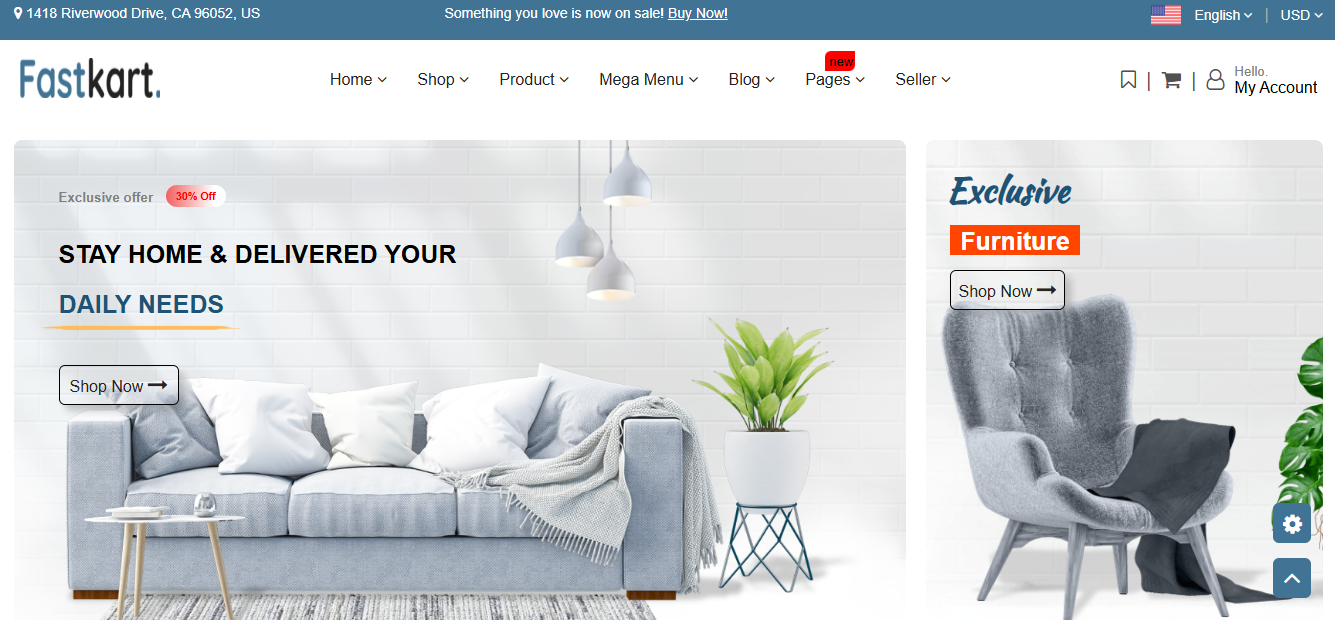 1418 Riverwood Drive, CA 96052, US
Something you love is now on sale! Buy Now!
English
|
USD
Fastkart.
Home
Shop
Product
Mega Menu
Blog
new
Pages
Seller
|
|
Hello.
My Account
Exclusive offer
30% Off
STAY HOME & DELIVERED YOUR
DAILY NEEDS
Shop Now
Exclusive
Furniture
Shop Now